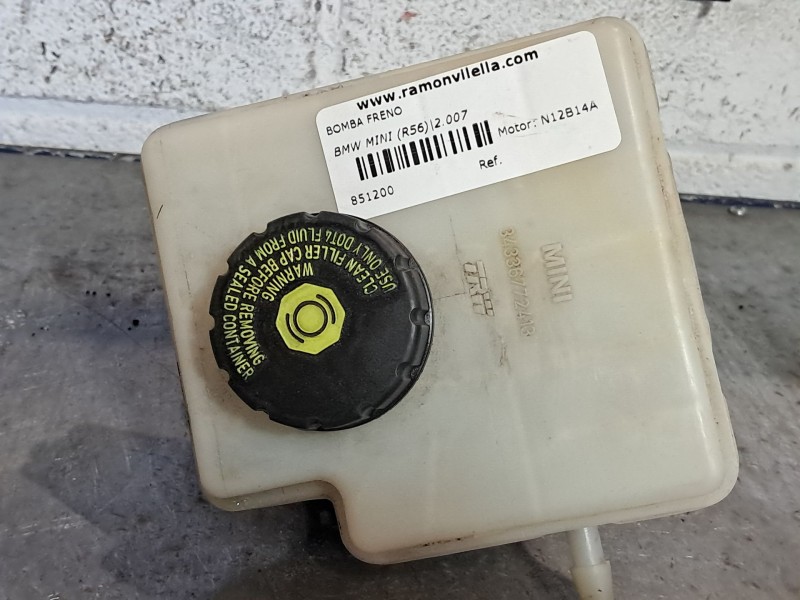 www.ramonvilella.com
BOMBA FRENO
BMW MINI (R56)|2.007
Motor: N12B14A
851200
Ref.
WARNING
CLEAN FILLER CAP BEFORE REMOVING
USE ONLY DOT4 FLUID FROM A SEALED CONTAINER
MINI
TRW